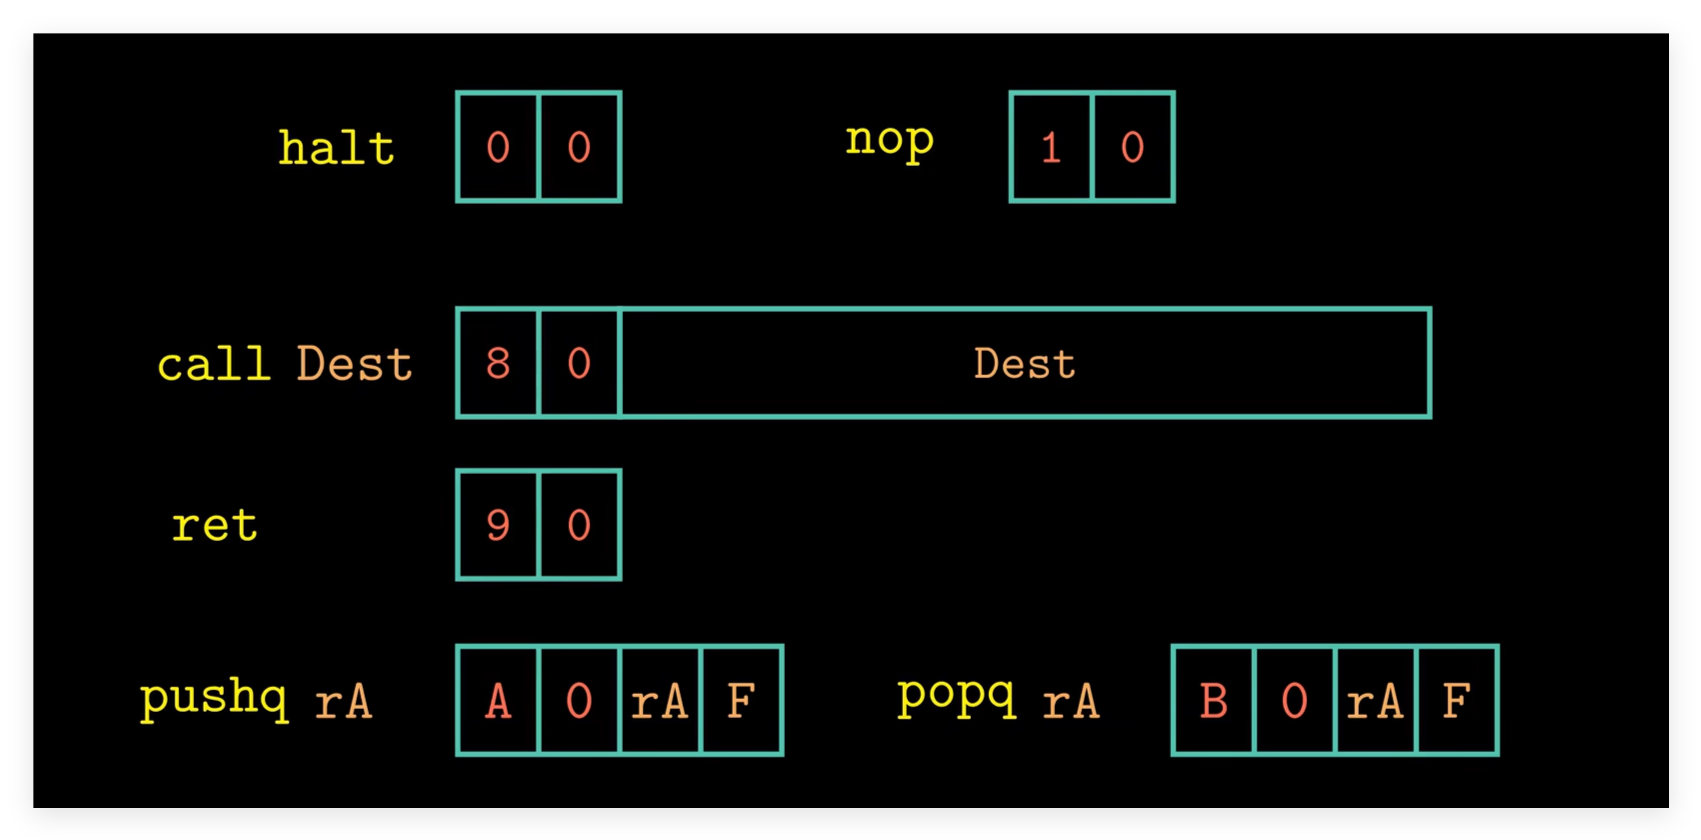 halt 0 0 nop 1 0
call Dest 8 0 Dest
ret 9 0
pushq rA A 0 rA F popq rA B 0 rA F